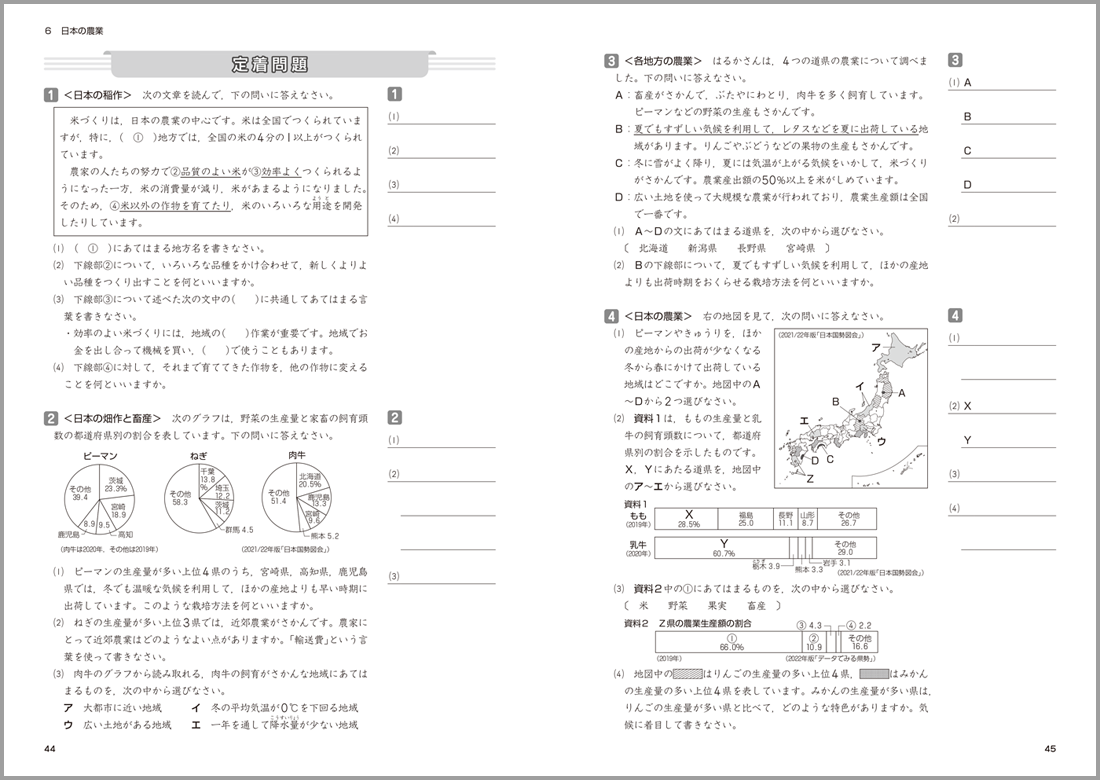 6 日本の農業
定着問題
1 <日本の稲作> 次の文章を読んで，下の問いに答えなさい。
米づくりは，日本の農業の中心です。米は全国でつくられていま
すが，特に，( ① )地方では，全国の米の4分の1以上がつくられ
ています。
農家の人たちの努力で②品質のよい米が③効率よくつくられるよ
うになった一方，米の消費量が減り，米があまるようになりました。
そのため，④米以外の作物を育てたり，米のいろいろな用途を開発
ようと
したりしています。
(1) ( ① )にあてはまる地方名を書きなさい。
(2) 下線部②について，いろいろな品種をかけ合わせて，新しくよりよ
い品種をつくり出すことを何といいますか。
(3) 下線部③について述べた次の文中の( )に共通してあてはまる言
葉を書きなさい。
・効率のよい米づくりには，地域の( )作業が重要です。地域でお
金を出し合って機械を買い，( )で使うこともあります。
(4) 下線部④に対して，それまで育ててきた作物を，他の作物に変える
ことを何といいますか。
1
(1)
(2)
(3)
(4)
2 <日本の畑作と畜産> 次のグラフは，野菜の生産量と家畜の飼育頭
数の都道府県別の割合を表しています。下の問いに答えなさい。
ピーマン
その他
39.4
茨城
23.3%
宮崎
18.9
8.9
9.5
鹿児島
高知
ねぎ
その他
58.3
千葉
13.8
%
埼玉
12.2
茨城
11.2
群馬 4.5
肉牛
その他
51.4
北海道
20.5%
鹿児島
13.3
宮崎
9.6
熊本 5.2
(肉牛は2020年，その他は2019年)
(2021/22年版「日本国勢図会」)
(1) ピーマンの生産量が多い上位4県のうち，宮崎県，高知県，鹿児島
県では，冬でも温暖な気候を利用して，ほかの産地よりも早い時期に
出荷しています。このような栽培方法を何といいますか。
(2) ねぎの生産量が多い上位3県では，近郊農業がさかんです。農家に
とって近郊農業はどのようなよい点がありますか。「輸送費」という言
葉を使って書きなさい。
(3) 肉牛のグラフから読み取れる，肉牛の飼育がさかんな地域にあては
まるものを，次の中から選びなさい。
ア 大都市に近い地域 イ 冬の平均気温が0℃を下回る地域
ウ 広い土地がある地域 エ 一年を通して降水量が少ない地域
こうすいりょう
2
(1)
(2)
(3)
44
3 <各地方の農業> はるかさんは，4つの道県の農業について調べま
した。下の問いに答えなさい。
A：畜産がさかんで，ぶたやにわとり，肉牛を多く飼育しています。
ピーマンなどの野菜の生産もさかんです。
B：夏でもすずしい気候を利用して，レタスなどを夏に出荷している地
域があります。りんごやぶどうなどの果物の生産もさかんです。
C：冬に雪がよく降り，夏には気温が上がる気候をいかして，米づくり
がさかんです。農業産出額の50%以上を米がしめています。
D：広い土地を使って大規模な農業が行われており，農業生産額は全国
で一番です。
(1) A〜Dの文にあてはまる道県を，次の中から選びなさい。
〔 北海道 新潟県 長野県 宮崎県 〕
(2) Bの下線部について，夏でもすずしい気候を利用して，ほかの産地
よりも出荷時期をおくらせる栽培方法を何といいますか。
3
(1) A
B
C
D
(2)
4 <日本の農業> 右の地図を見て，次の問いに答えなさい。
(1) ピーマンやきゅうりを，ほか
の産地からの出荷が少なくなる
冬から春にかけて出荷している
地域はどこですか。地図中のA
〜Dから2つ選びなさい。
(2) 資料1は，ももの生産量と乳
牛の飼育頭数について，都道府
県別の割合を示したものです。
X，Yにあたる道県を，地図中
のア〜エから選びなさい。
(2021/22年版「日本国勢図会」)
ア
イ
A
B
エ
ウ
D
C
Z
資料1
もも
(2019年)
X
28.5%
福島
25.0
長野
11.1
山形
8.7
その他
26.7
乳牛
(2020年)
Y
60.7%
その他
29.0
とちぎ
栃木 3.9
熊本 3.3
岩手 3.1
(2021/22年版「日本国勢図会」)
(3) 資料2中の①にあてはまるものを，次の中から選びなさい。
〔 米 野菜 果実 畜産 〕
資料2 Z県の農業生産額の割合
③ 4.3
④ 2.2
①
66.0%
②
10.9
その他
16.6
(2019年)
(2022年版「データでみる県勢」)
(4) 地図中の はりんごの生産量の多い上位4県， はみかん
の生産量の多い上位4県を表しています。みかんの生産量が多い県は，
りんごの生産量が多い県と比べて，どのような特色がありますか。気
候に着目して書きなさい。
4
(1)
(2) X
Y
(3)
(4)
45